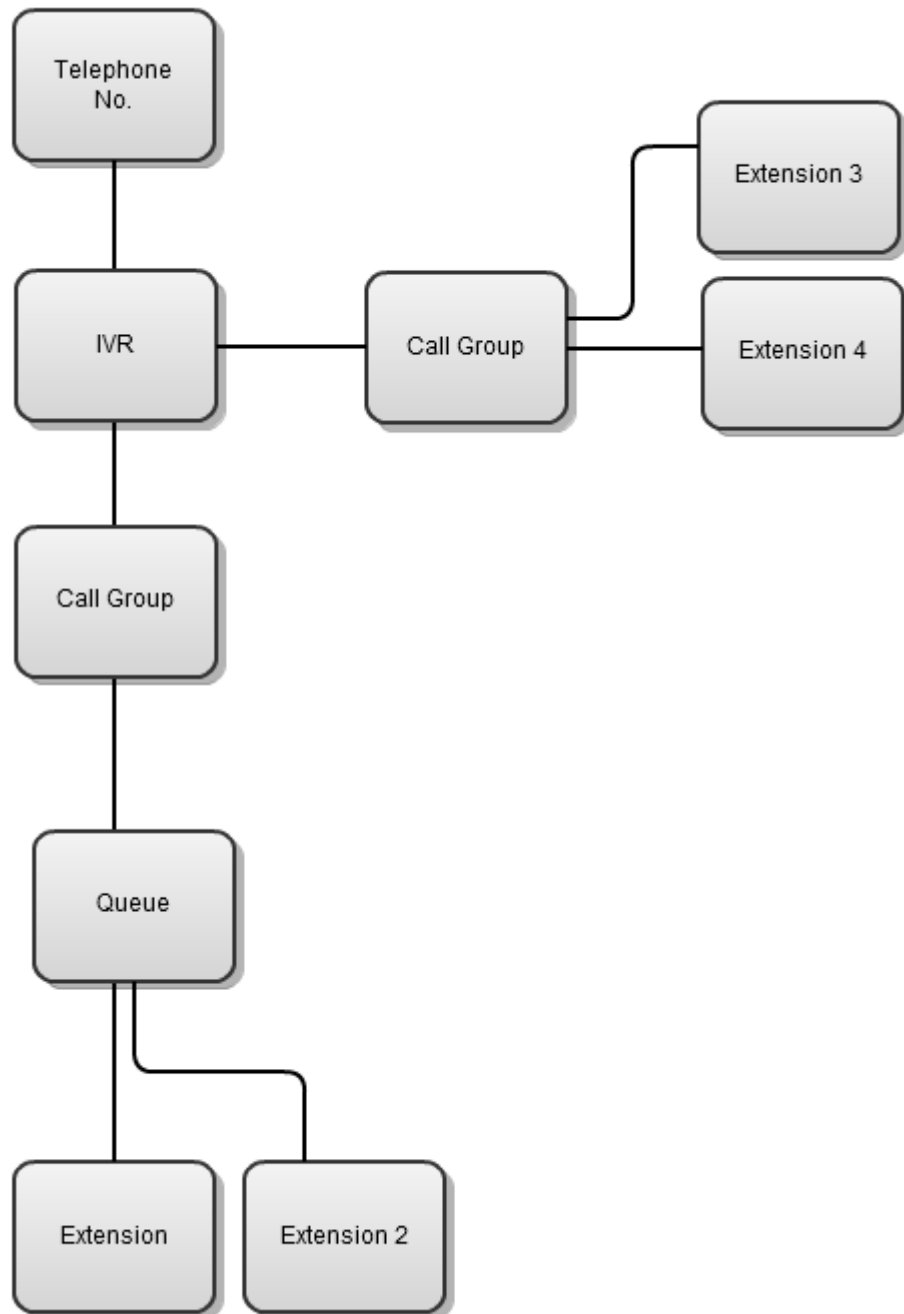 Telephone
No.
Extension 3
IVR
Call Group
Extension 4
Call Group
Queue
Extension
Extension 2